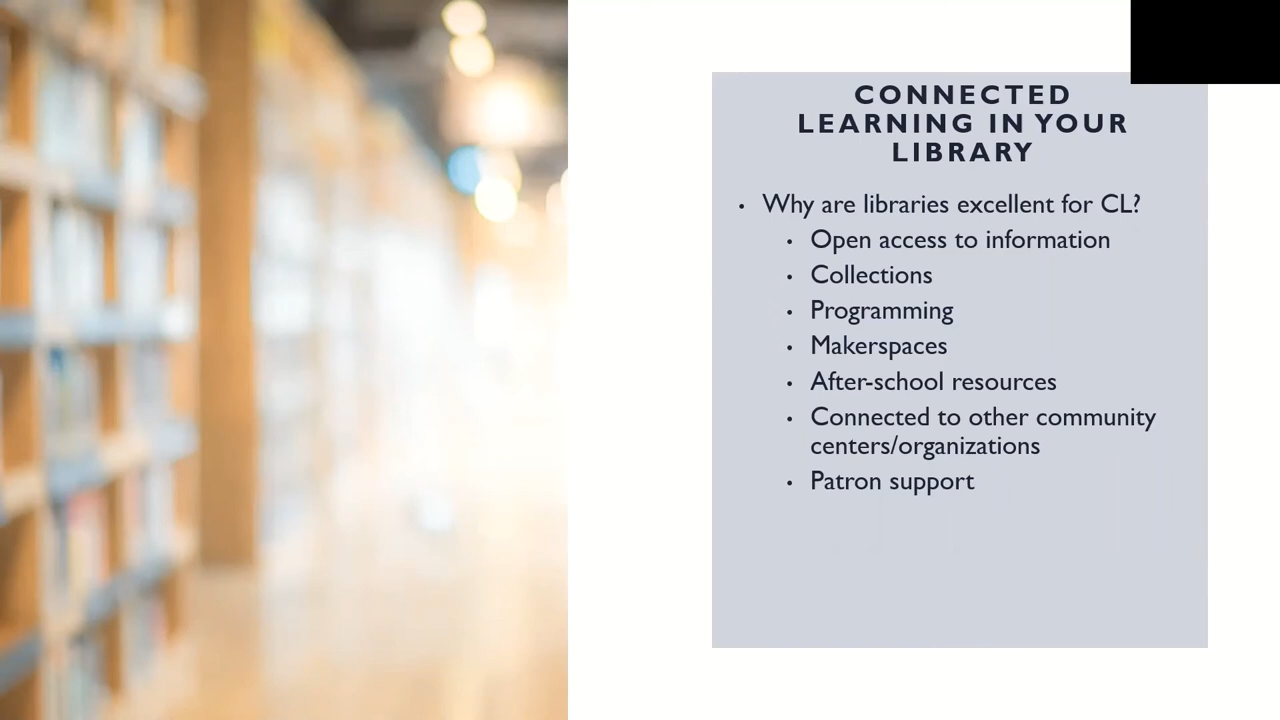 CONNECTED
LEARNING IN YOUR
LIBRARY
• Why are libraries excellent for CL?
• Open access to information
• Collections
• Programming
• Makerspaces
• After-school resources
• Connected to other community
centers/organizations
• Patron support